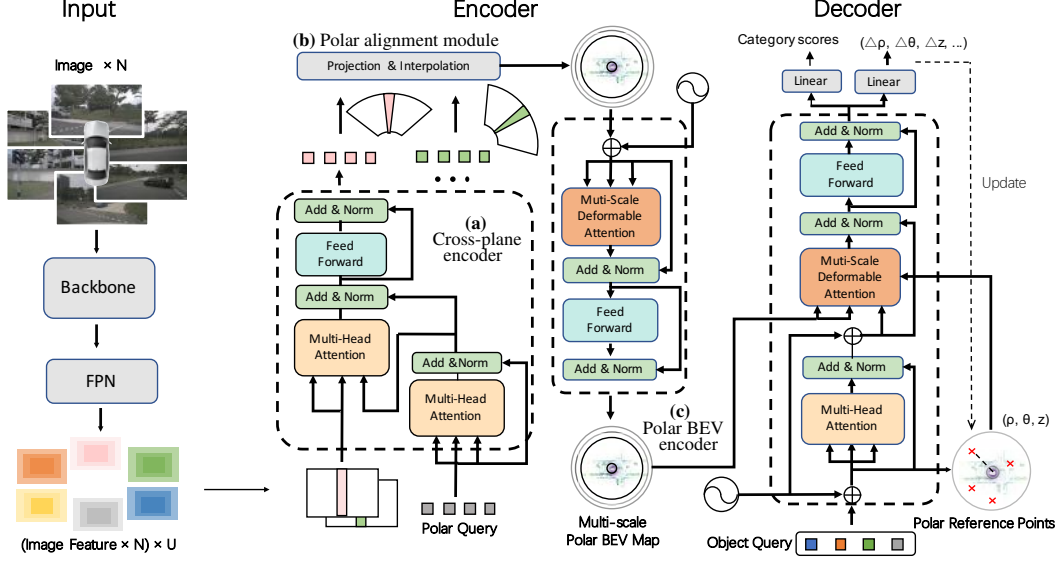 Input
Encoder
Decoder
Image × N
Backbone
FPN
(Image Feature × N) × U
(b) Polar alignment module
Projection & Interpolation
Add & Norm
Feed
Forward
Add & Norm
Multi-Head
Attention
(a)
Cross-plane
encoder
Add & Norm
Multi-Head
Attention
Polar Query
Muti-Scale
Deformable
Attention
Add & Norm
Feed
Forward
Add & Norm
(c)
Polar BEV
encoder
Multi-scale
Polar BEV Map
Category scores
(△ρ, △θ, △z, ...)
Linear
Linear
Add & Norm
Feed
Forward
Add & Norm
Muti-Scale
Deformable
Attention
Add & Norm
Multi-Head
Attention
Update
(ρ, θ, z)
Polar Reference Points
Object Query